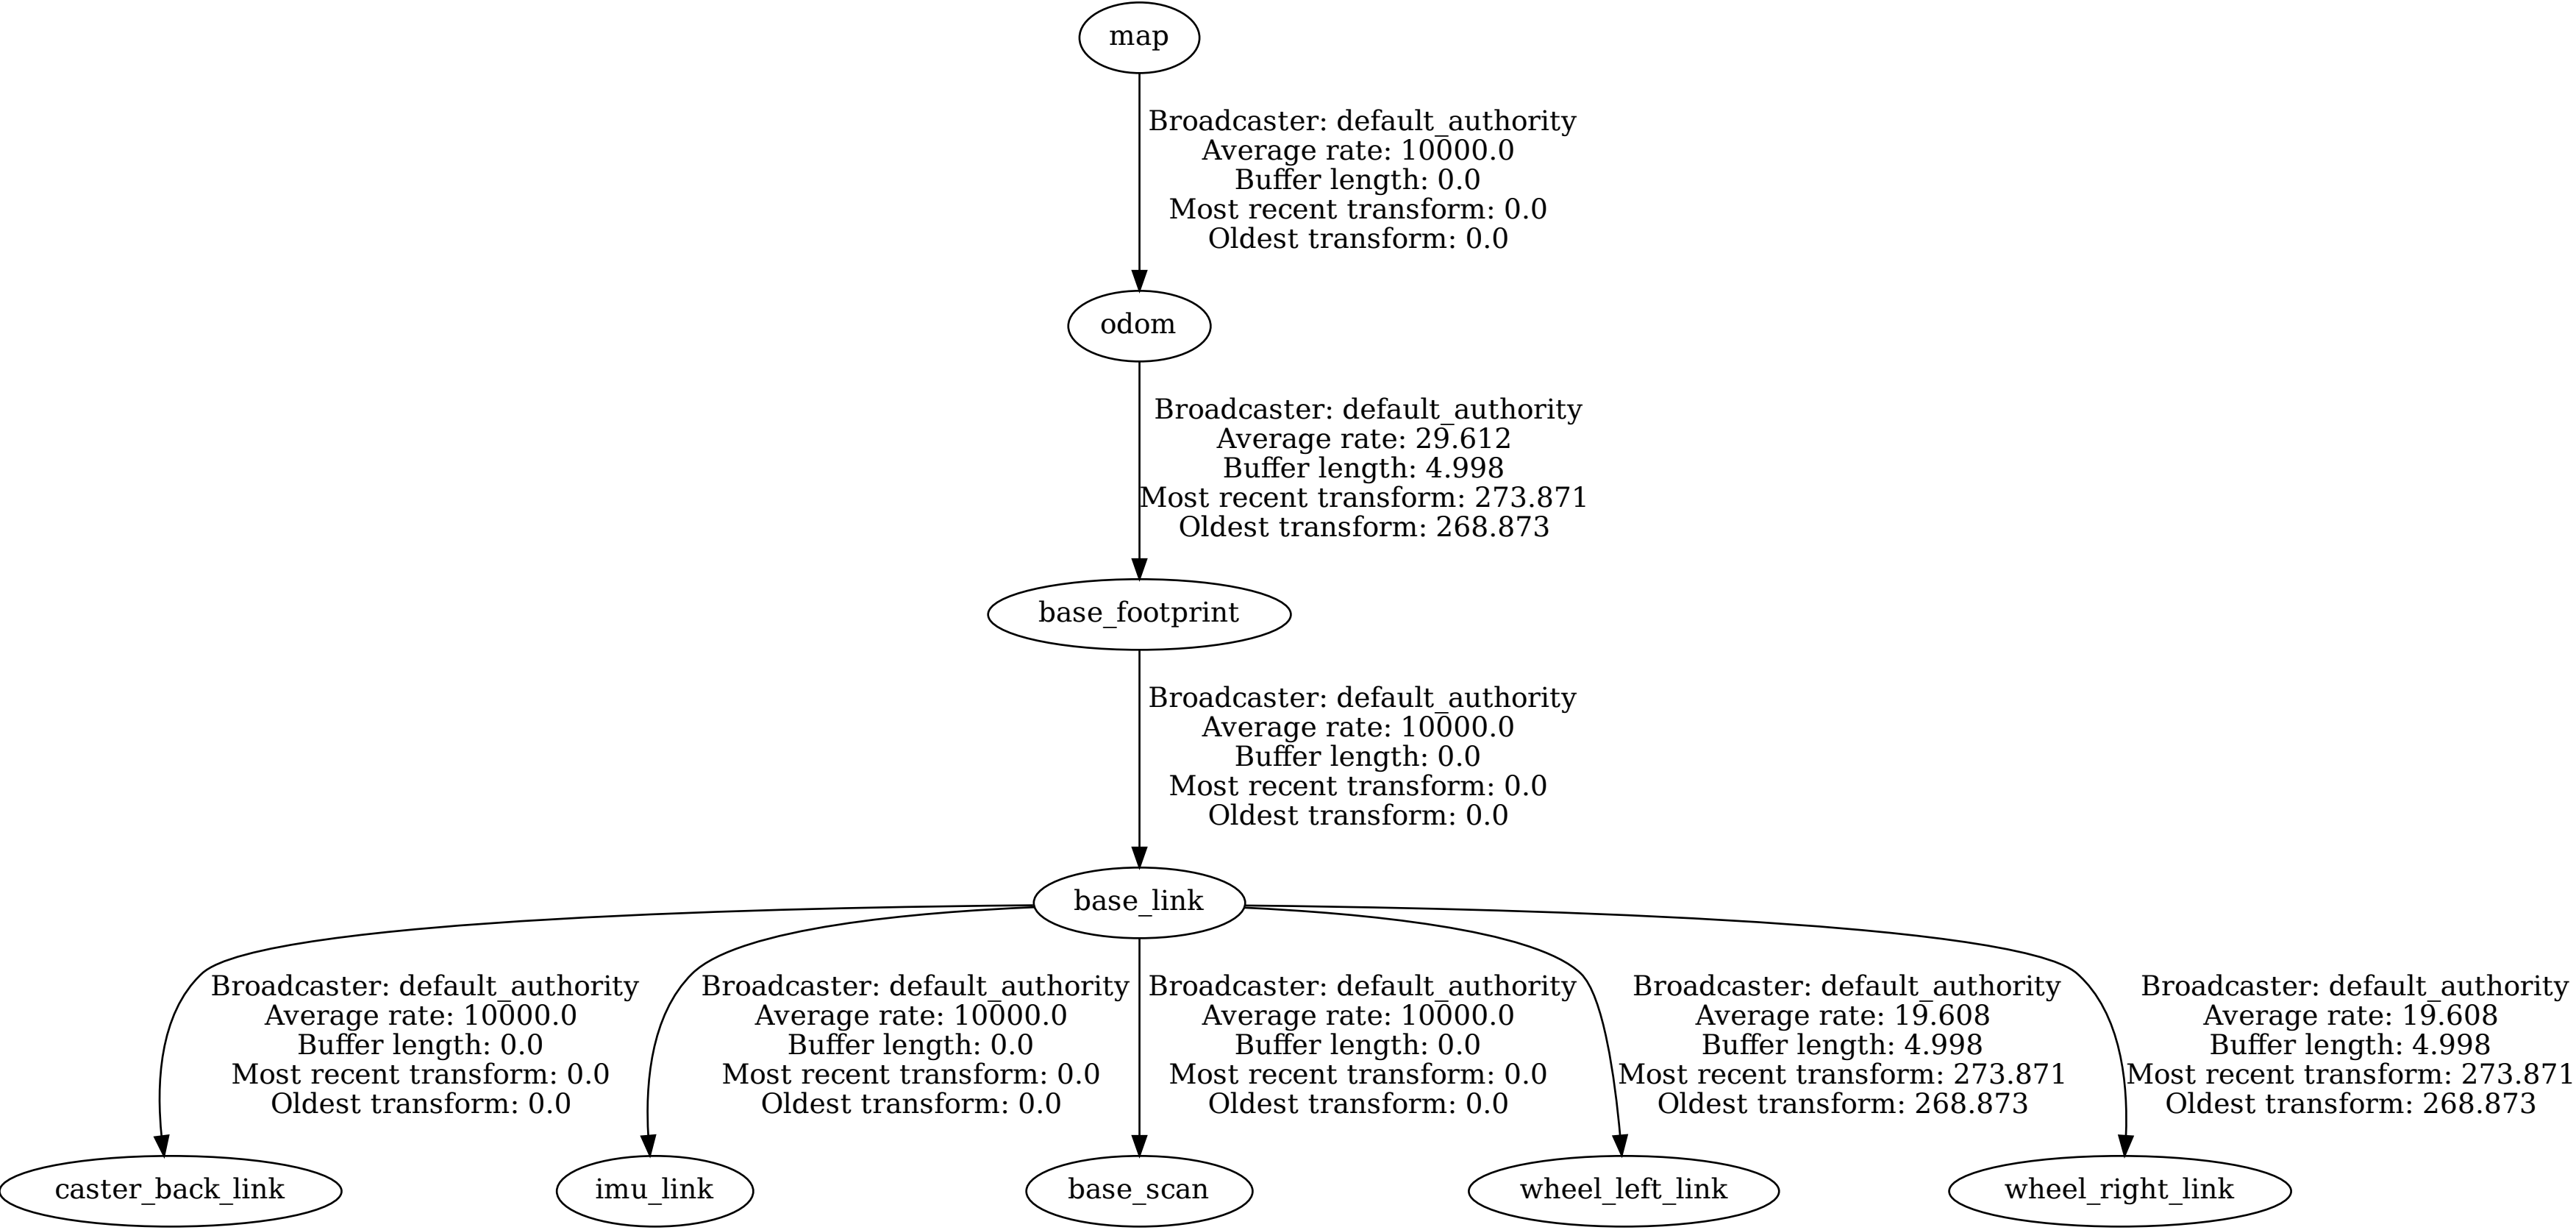 map
Broadcaster: default_authority
Average rate: 10000.0
Buffer length: 0.0
Most recent transform: 0.0
Oldest transform: 0.0
odom
Broadcaster: default_authority
Average rate: 29.612
Buffer length: 4.998
Most recent transform: 273.871
Oldest transform: 268.873
base_footprint
Broadcaster: default_authority
Average rate: 10000.0
Buffer length: 0.0
Most recent transform: 0.0
Oldest transform: 0.0
base_link
Broadcaster: default_authority
Average rate: 10000.0
Buffer length: 0.0
Most recent transform: 0.0
Oldest transform: 0.0
Broadcaster: default_authority
Average rate: 10000.0
Buffer length: 0.0
Most recent transform: 0.0
Oldest transform: 0.0
Broadcaster: default_authority
Average rate: 10000.0
Buffer length: 0.0
Most recent transform: 0.0
Oldest transform: 0.0
Broadcaster: default_authority
Average rate: 19.608
Buffer length: 4.998
Most recent transform: 273.871
Oldest transform: 268.873
Broadcaster: default_authority
Average rate: 19.608
Buffer length: 4.998
Most recent transform: 273.871
Oldest transform: 268.873
caster_back_link
imu_link
base_scan
wheel_left_link
wheel_right_link